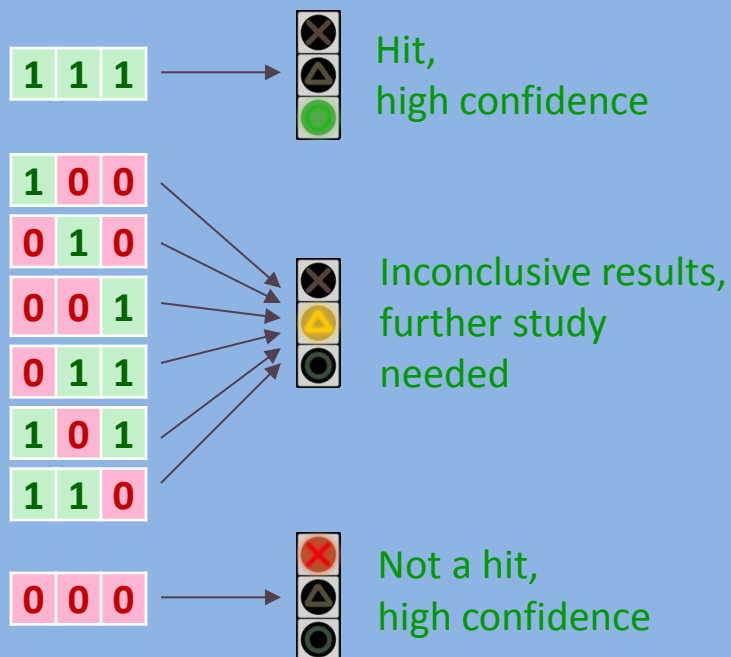 1 1 1
Hit,
high confidence
1 0 0
0 1 0
0 0 1
0 1 1
1 0 1
1 1 0
Inconclusive results,
further study
needed
0 0 0
Not a hit,
high confidence